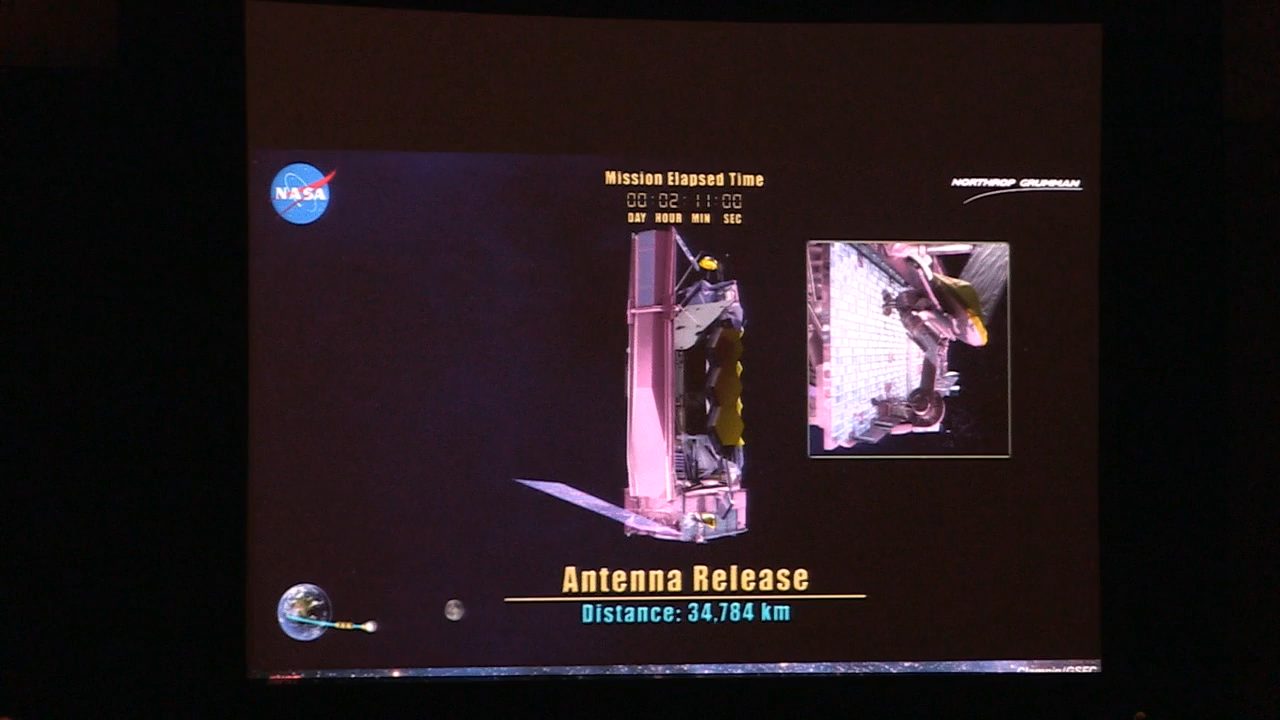 NASA
Mission Elapsed Time
00:02:11:00
DAY HOUR MIN SEC
NORTHROP GRUMMAN
Antenna Release
Distance: 34,784 km